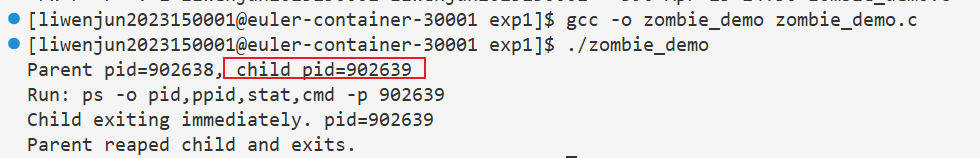 [liwenjun2023150001@euler-container-30001 exp1]$ gcc -o zombie_demo zombie_demo.c
[liwenjun2023150001@euler-container-30001 exp1]$ ./zombie_demo
Parent pid=902638, child pid=902639
Run: ps -o pid,ppid,stat,cmd -p 902639
Child exiting immediately. pid=902639
Parent reaped child and exits.